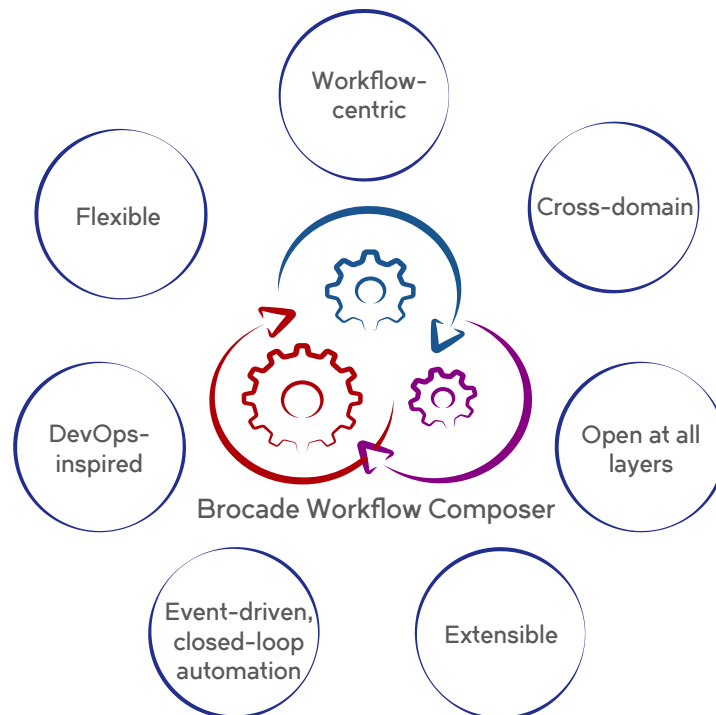 Workflow-
centric
Flexible
Cross-domain
DevOps-
inspired
Open at all
layers
Brocade Workflow Composer
Event-driven,
closed-loop
automation
Extensible